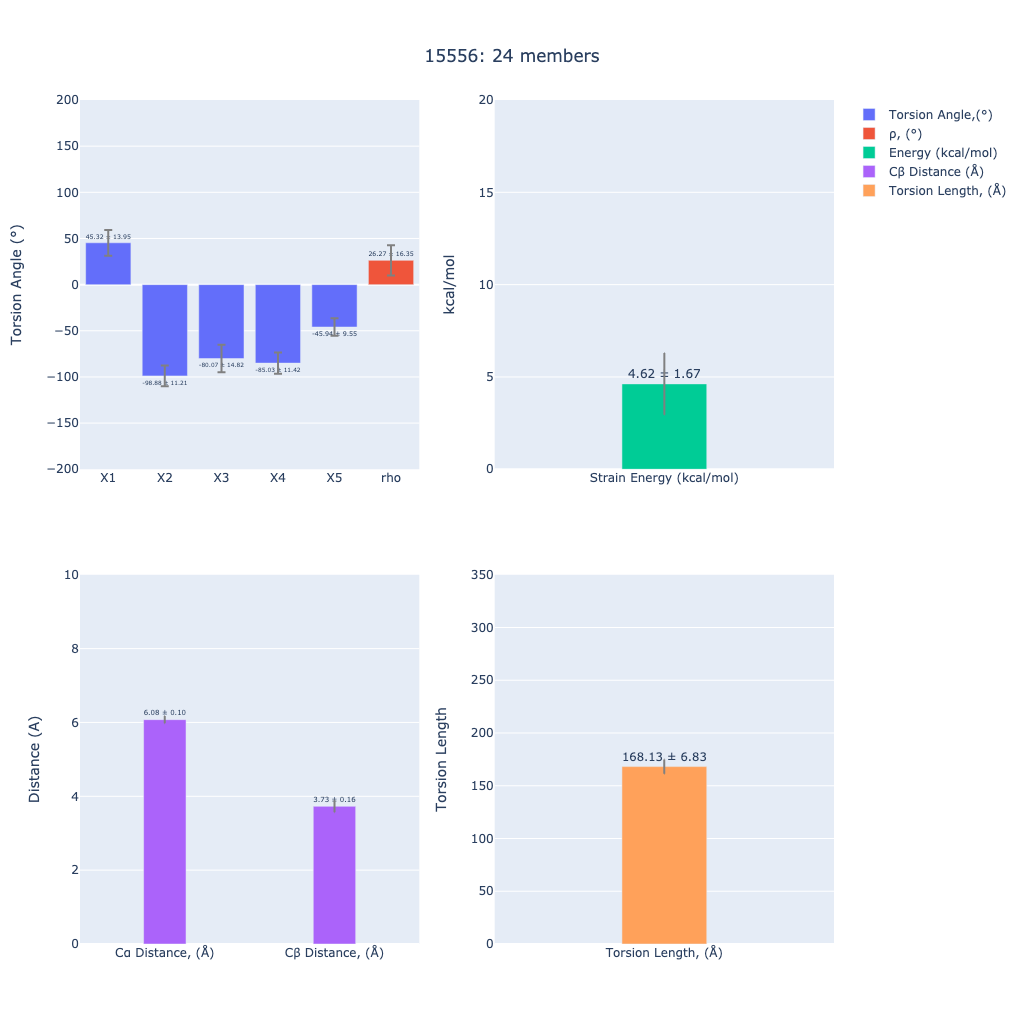 15556: 24 members
Torsion Angle (°)
200
150
100
50
0
−50
−100
−150
−200
45.32 ± 13.95
-98.88 ± 11.21
-80.07 ± 14.82
-85.03 ± 11.42
-45.94 ± 9.55
26.27 ± 16.35
X1 X2 X3 X4 X5 rho
kcal/mol
20
15
10
5
0
4.62 ± 1.67
Strain Energy (kcal/mol)
Torsion Angle,(°)
ρ, (°)
Energy (kcal/mol)
Cβ Distance (Å)
Torsion Length, (Å)
Distance (A)
10
8
6
4
2
0
6.08 ± 0.10
3.73 ± 0.16
Cα Distance, (Å) Cβ Distance, (Å)
Torsion Length
350
300
250
200
150
100
50
0
168.13 ± 6.83
Torsion Length, (Å)